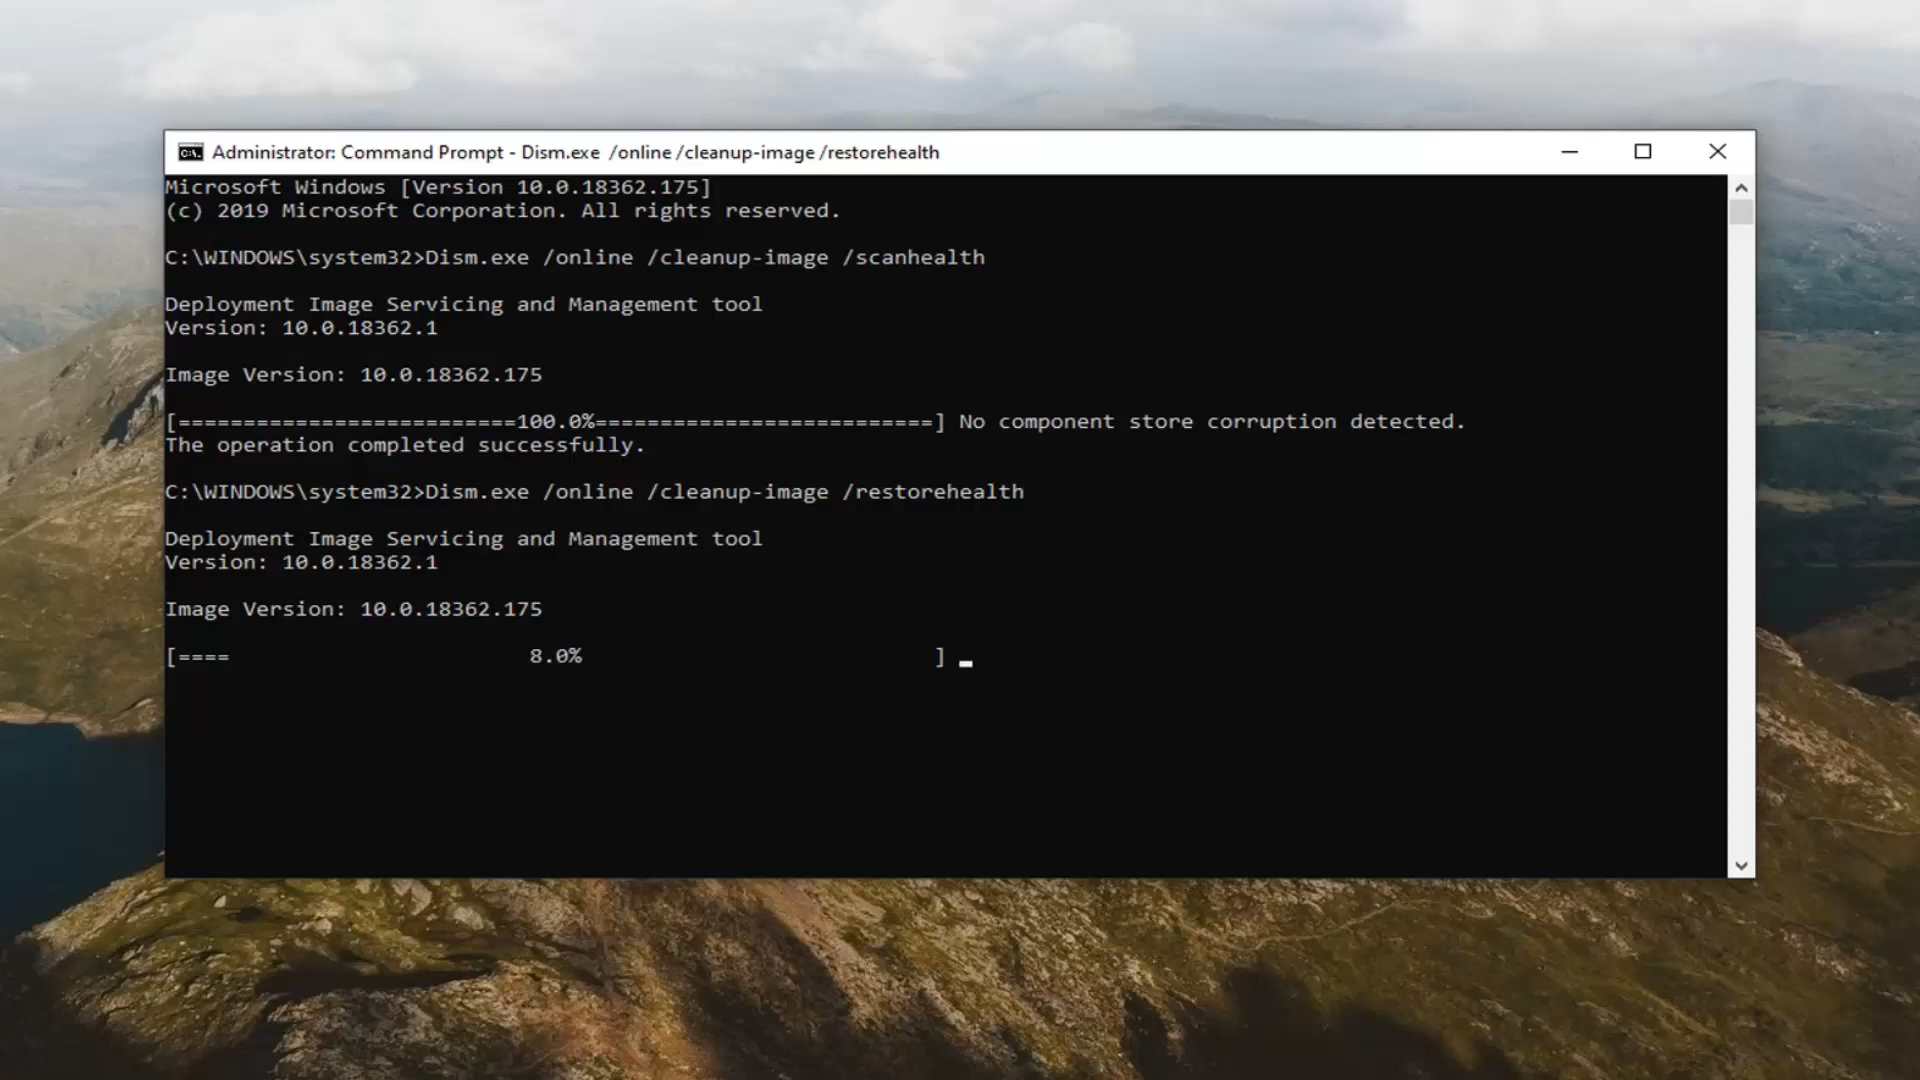 Administrator: Command Prompt - Dism.exe /online /cleanup-image /restorehealth
Microsoft Windows [Version 10.0.18362.175]
(c) 2019 Microsoft Corporation. All rights reserved.
C:\WINDOWS\system32>Dism.exe /online /cleanup-image /scanhealth
Deployment Image Servicing and Management tool
Version: 10.0.18362.1
Image Version: 10.0.18362.175
[==========================100.0%==========================] No component store corruption detected.
The operation completed successfully.
C:\WINDOWS\system32>Dism.exe /online /cleanup-image /restorehealth
Deployment Image Servicing and Management tool
Version: 10.0.18362.1
Image Version: 10.0.18362.175
[====                       8.0%                           ]